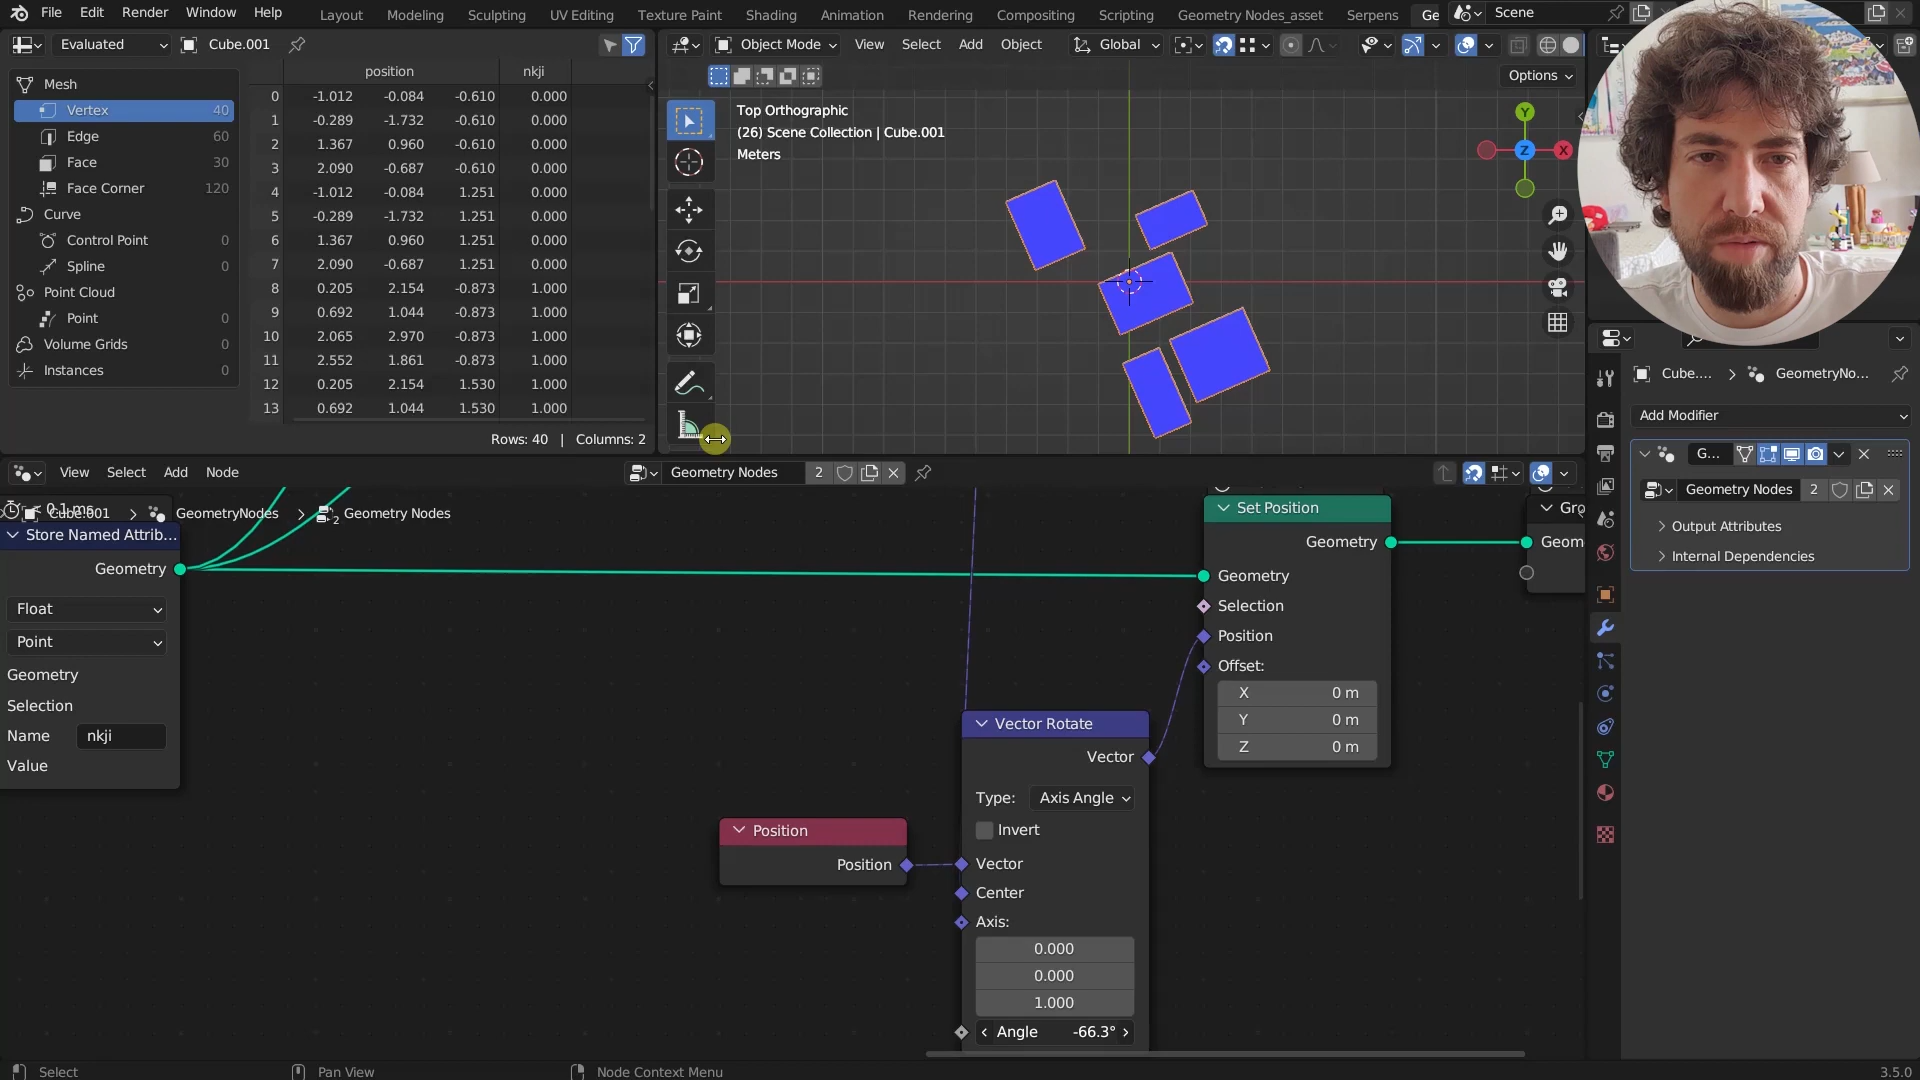 File Edit Render Window Help Layout Modeling Sculpting UV Editing Texture Paint Shading Animation Rendering Compositing Scripting Geometry Nodes_asset Serpens Ge Scene
Evaluated Cube.001
Object Mode View Select Add Object Global
Options
position nkji
Mesh
Vertex 40
Edge 60
Face 30
Face Corner 120
Curve
Control Point 0
Spline 0
Point Cloud
Point 0
Volume Grids 0
Instances 0
0 -1.012 -0.084 -0.610 0.000
1 -0.289 -1.732 -0.610 0.000
2 1.367 0.960 -0.610 0.000
3 2.090 -0.687 -0.610 0.000
4 -1.012 -0.084 1.251 0.000
5 -0.289 -1.732 1.251 0.000
6 1.367 0.960 1.251 0.000
7 2.090 -0.687 1.251 0.000
8 0.205 2.154 -0.873 1.000
9 0.692 1.044 -0.873 1.000
10 2.065 2.970 -0.873 1.000
11 2.552 1.861 -0.873 1.000
12 0.205 2.154 1.530 1.000
13 0.692 1.044 1.530 1.000
Rows: 40 | Columns: 2
Top Orthographic
(26) Scene Collection | Cube.001
Meters
Y
Z
X
Cube.... GeometryNo...
Add Modifier
G...
Geometry Nodes 2
Output Attributes
Internal Dependencies
View Select Add Node Geometry Nodes 2
Cube.001 GeometryNodes 2 Geometry Nodes
Store Named Attrib...
Geometry
Float
Point
Geometry
Selection
Name nkji
Value
Set Position
Geometry
Geometry
Selection
Position
Offset:
X 0 m
Y 0 m
Z 0 m
Gro
Geom
Vector Rotate
Vector
Type: Axis Angle
Invert
Vector
Center
Axis:
0.000
0.000
1.000
Angle -66.3°
Position
Position
Select Pan View Node Context Menu 3.5.0